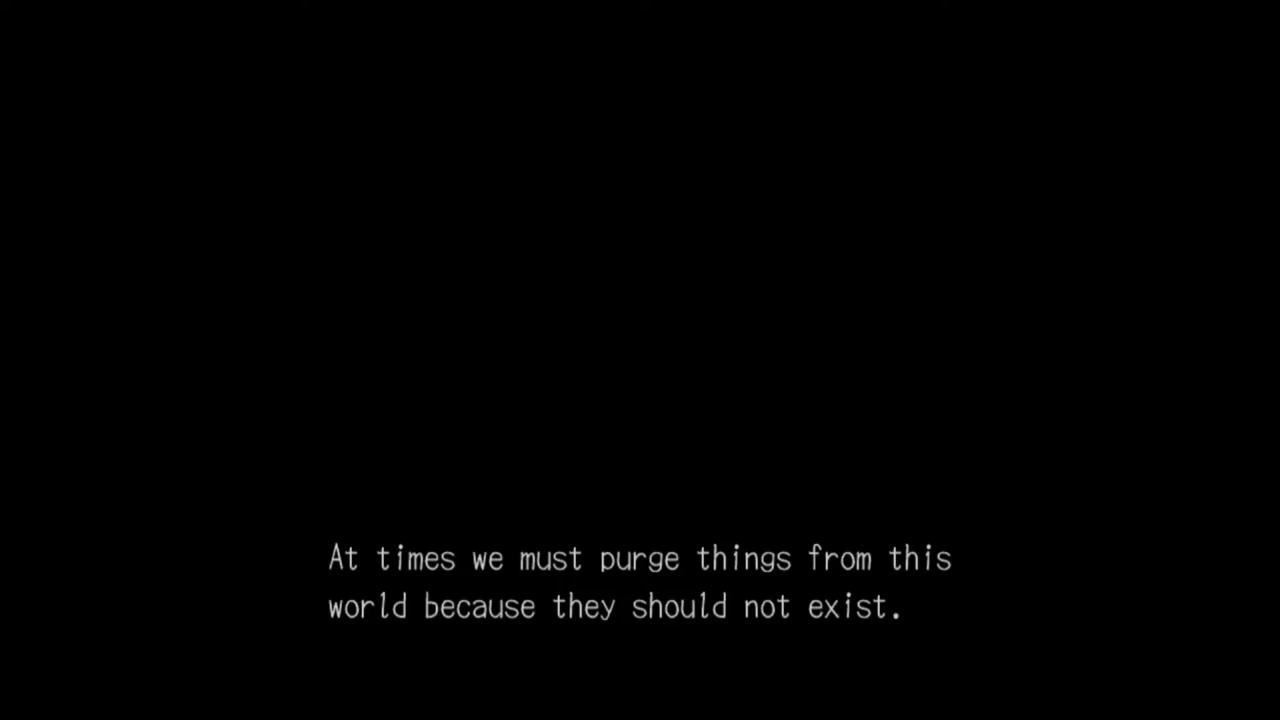 At times we must purge things from this
world because they should not exist.